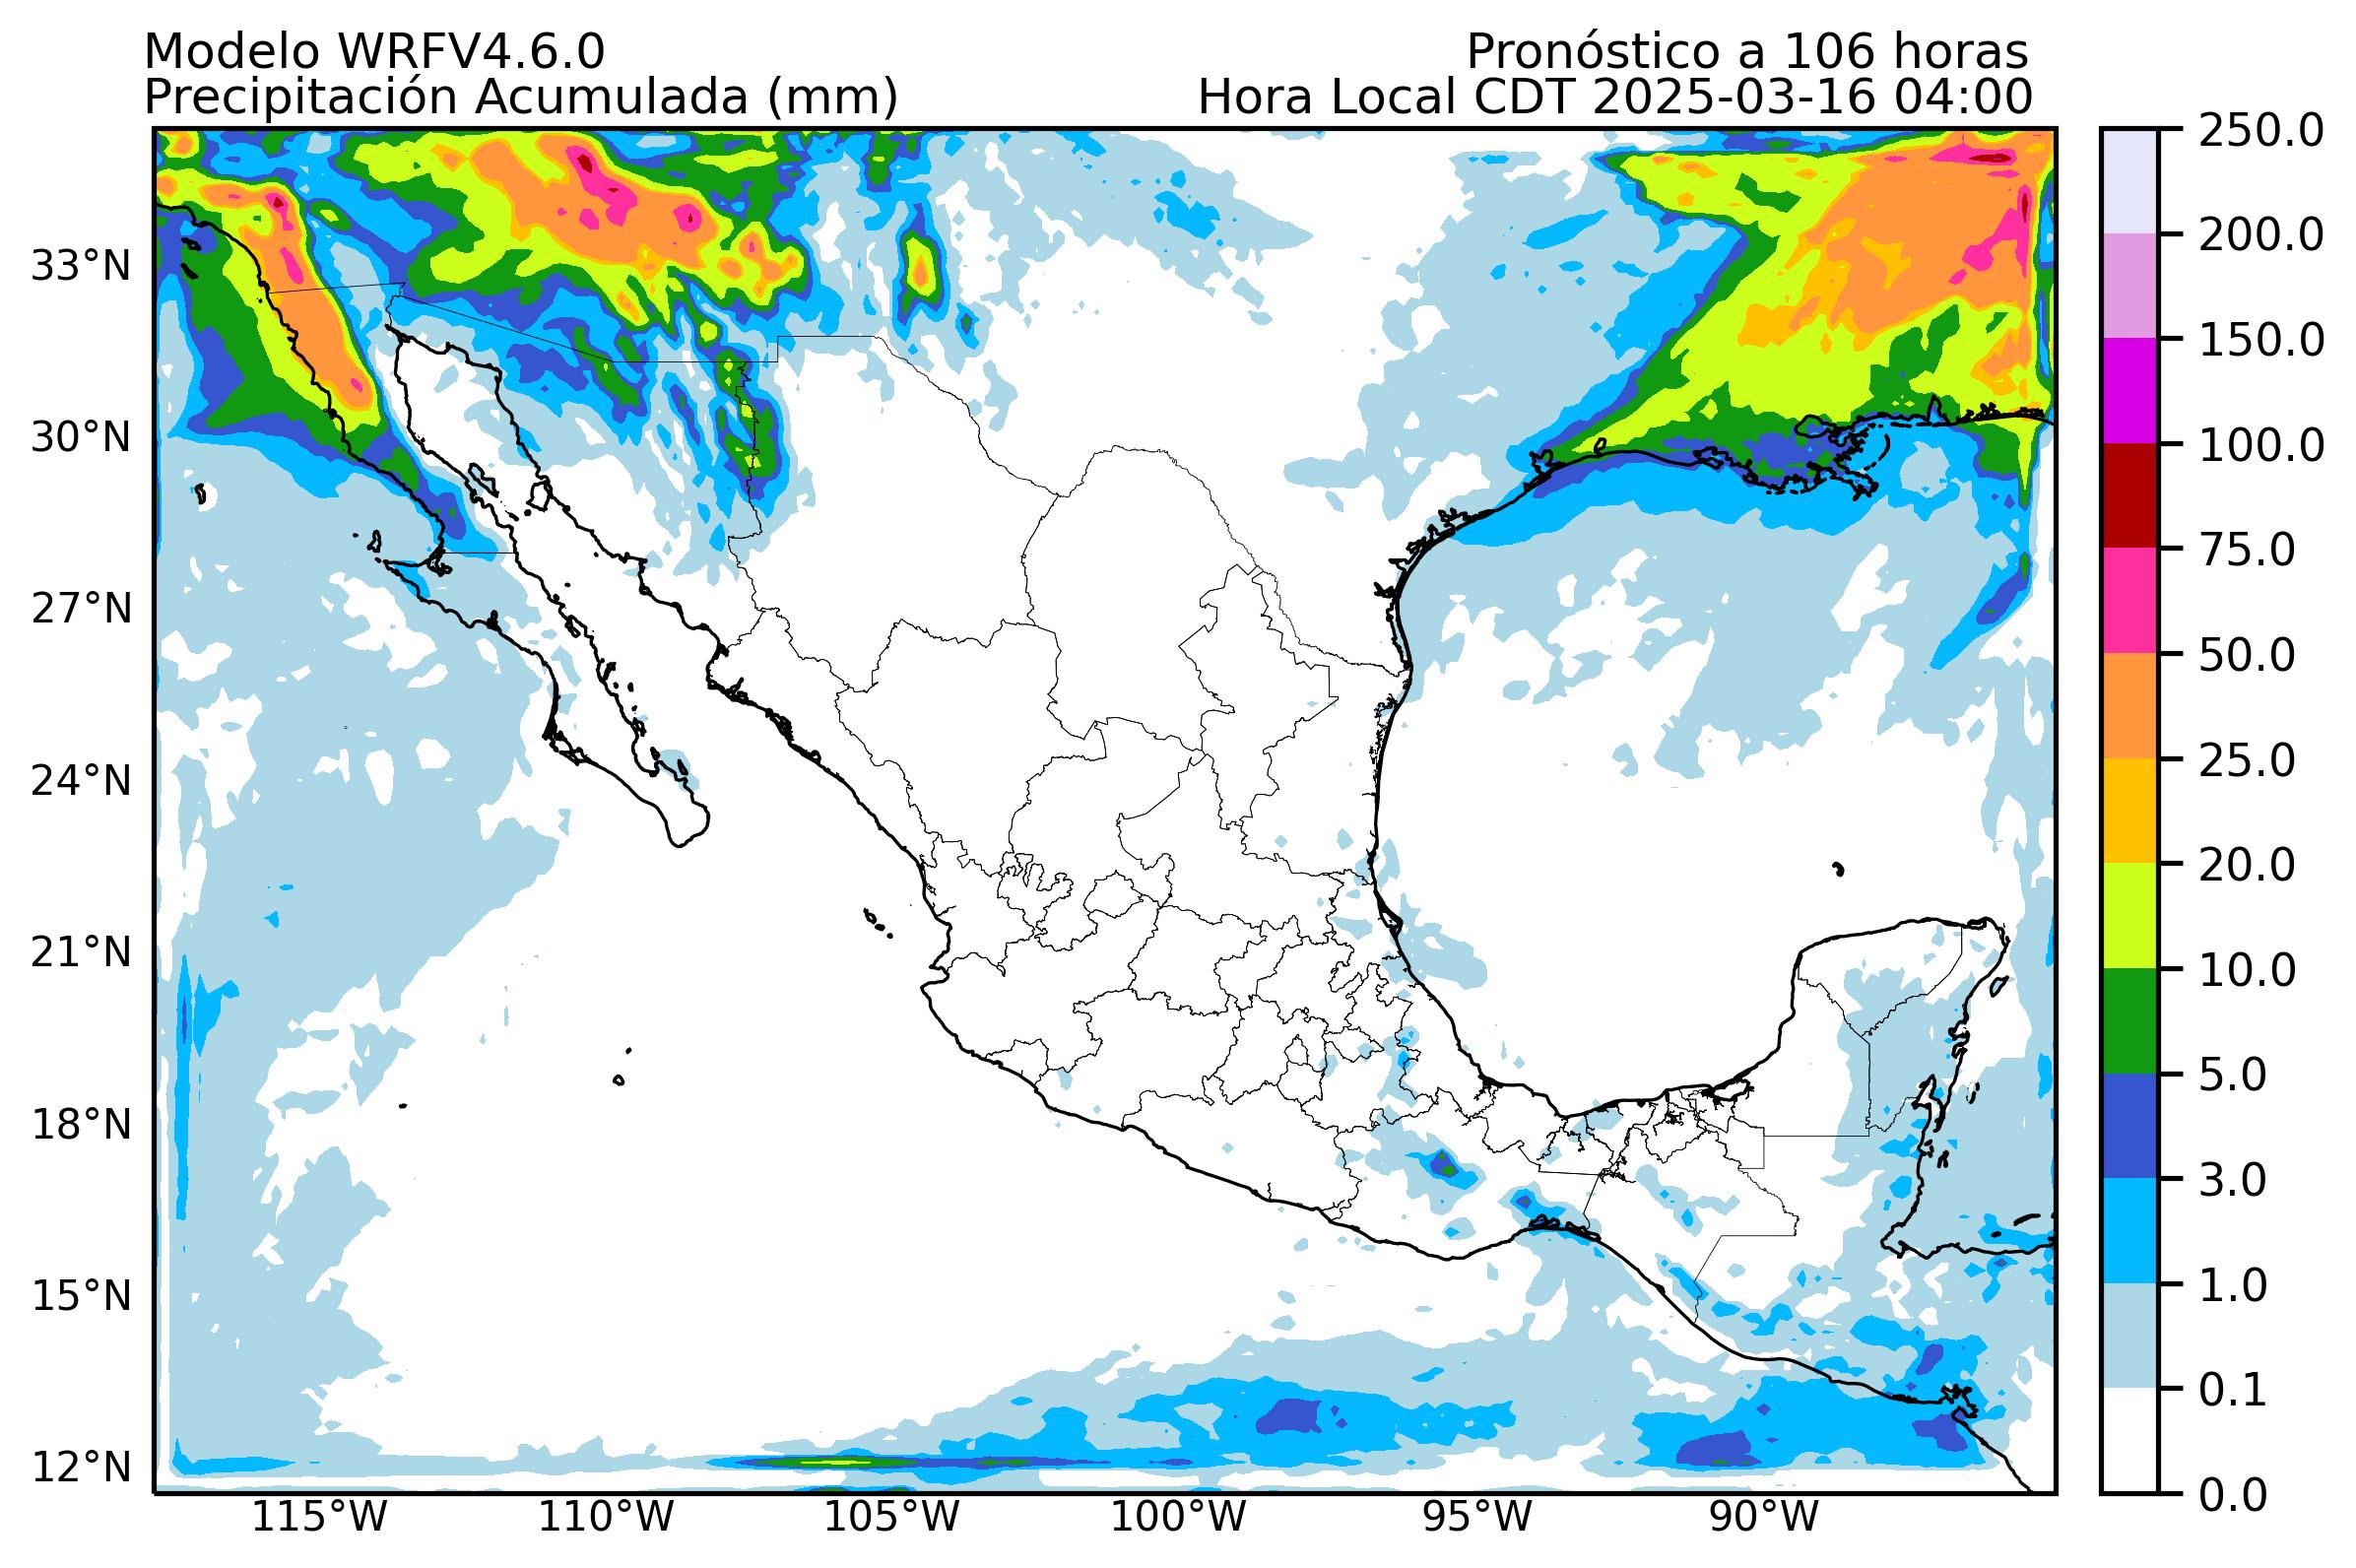 Modelo WRFV4.6.0
Pronóstico a 106 horas
Precipitación Acumulada (mm)
Hora Local CDT 2025-03-16 04:00
33°N
30°N
27°N
24°N
21°N
18°N
15°N
12°N
115°W
110°W
105°W
100°W
95°W
90°W
250.0
200.0
150.0
100.0
75.0
50.0
25.0
20.0
10.0
5.0
3.0
1.0
0.1
0.0